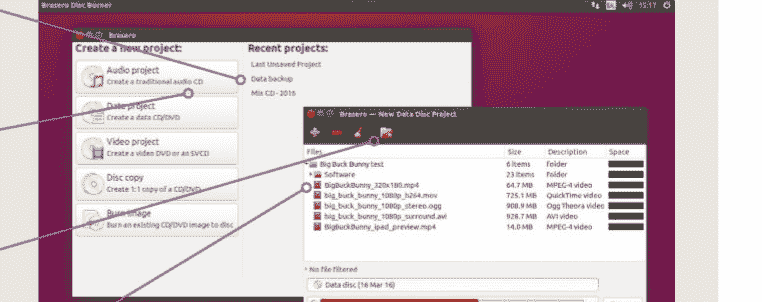 Brasero Disc Burner
15:17
Brasero
Create a new project:
Audio project
Create a traditional audio CD
Data project
Create a data CD/DVD
Video project
Create a video DVD or an SVCD
Disc copy
Create 1:1 copy of a CD/DVD
Burn image
Burn an existing CD/DVD image to disc
Recent projects:
Last Unsaved Project
Data backup
Mix CD - 2016
Brasero — New Data Disc Project
Files Size Description Space
Big Buck Bunny test 6 items folder
Software 23 items folder
BigBuckBunny_320x180.mp4 64.7 MB MPEG-4 video
big_buck_bunny_1080p_h264.mov 725.1 MB QuickTime video
big_buck_bunny_1080p_stereo.ogg 908.9 MB Ogg Theora video
big_buck_bunny_1080p_surround.avi 928.7 MB AVI video
BigBuckBunny_ipad_preview.mp4 14.0 MB MPEG-4 video
No file filtered
Data disc (16 Mar 16)